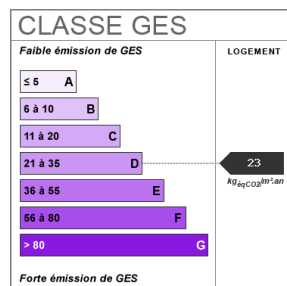 CLASSE GES
Faible émission de GES
LOGEMENT
≤ 5 A
6 à 10 B
11 à 20 C
21 à 35 D
23
kgéqCO2/m².an
36 à 55 E
56 à 80 F
> 80 G
Forte émission de GES